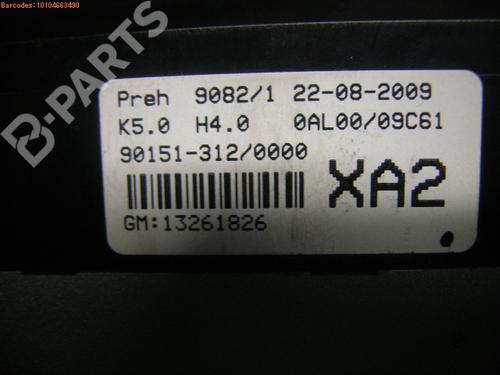 Barcodes:10104663490
B-PARTS
Preh 9082/1 22-08-2009
K5.0 H4.0 0AL00/09C61
90151-312/0000
XA2
GM:13261826